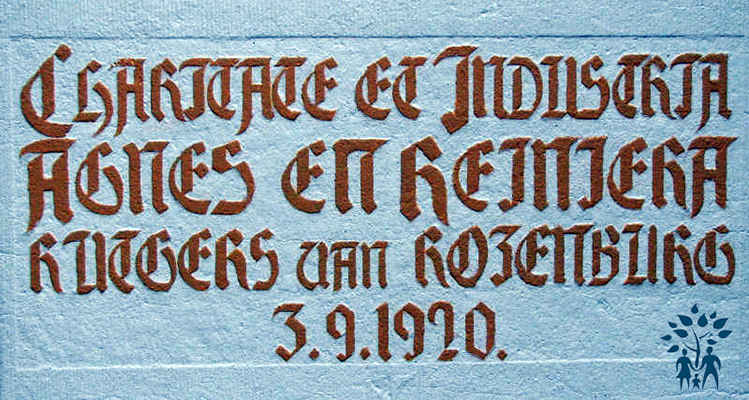 Charitate et Industria
Agnes en Reiniera
Rutgers van Rozenburg
3.9.1920.